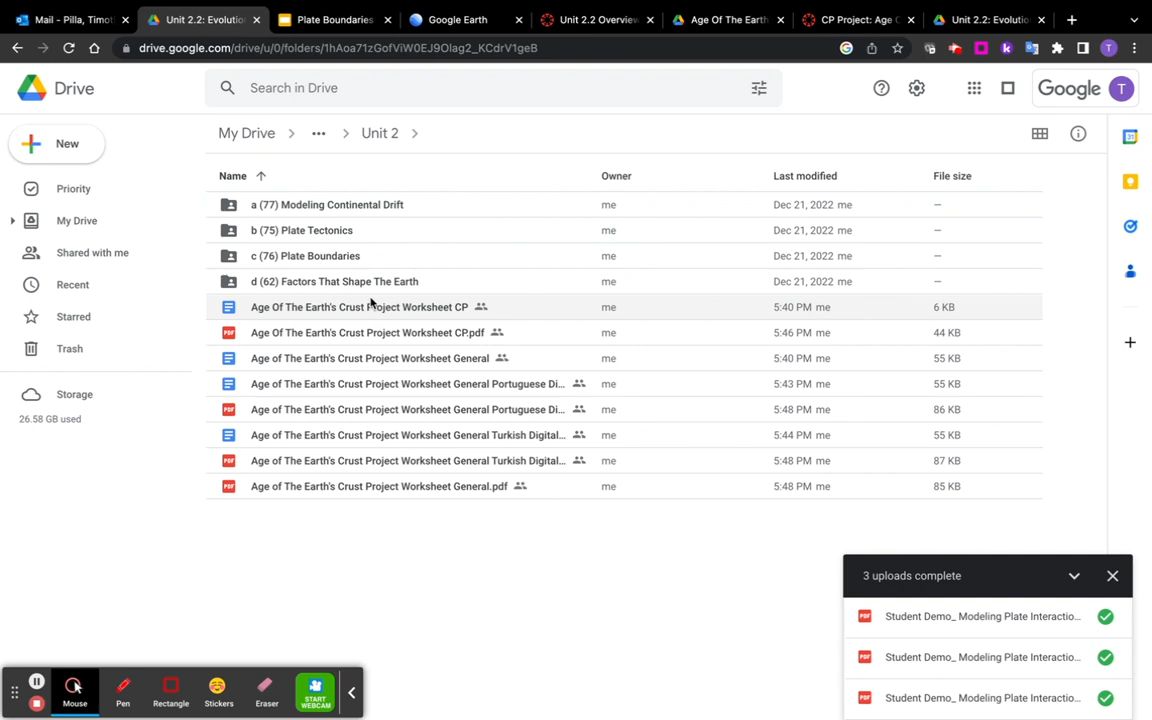 Mail - Pilla, Timoth
Unit 2.2: Evolutio
Plate Boundaries
Google Earth
Unit 2.2 Overview
Age Of The Earth
CP Project: Age O
Unit 2.2: Evolutio
drive.google.com/drive/u/0/folders/1hAoa71zGofViW0EJ9Olag2_KCdrV1geB
Drive
Search in Drive
Google
T
New
My Drive
Unit 2
Name
Owner
Last modified
File size
Priority
My Drive
Shared with me
Recent
Starred
Trash
Storage
26.58 GB used
a (77) Modeling Continental Drift me Dec 21, 2022 me —
b (75) Plate Tectonics me Dec 21, 2022 me —
c (76) Plate Boundaries me Dec 21, 2022 me —
d (62) Factors That Shape The Earth me Dec 21, 2022 me —
Age Of The Earth's Crust Project Worksheet CP me 5:40 PM me 6 KB
PDF Age Of The Earth's Crust Project Worksheet CP.pdf me 5:46 PM me 44 KB
Age of The Earth's Crust Project Worksheet General me 5:40 PM me 55 KB
Age of The Earth's Crust Project Worksheet General Portuguese Di... me 5:43 PM me 55 KB
PDF Age of The Earth's Crust Project Worksheet General Portuguese Di... me 5:48 PM me 86 KB
Age of The Earth's Crust Project Worksheet General Turkish Digital... me 5:44 PM me 55 KB
PDF Age of The Earth's Crust Project Worksheet General Turkish Digital... me 5:48 PM me 87 KB
PDF Age of The Earth's Crust Project Worksheet General.pdf me 5:48 PM me 85 KB
3 uploads complete
PDF Student Demo_ Modeling Plate Interactio...
PDF Student Demo_ Modeling Plate Interactio...
PDF Student Demo_ Modeling Plate Interactio...
Mouse
Pen
Rectangle
Stickers
Eraser
START
WEBCAM